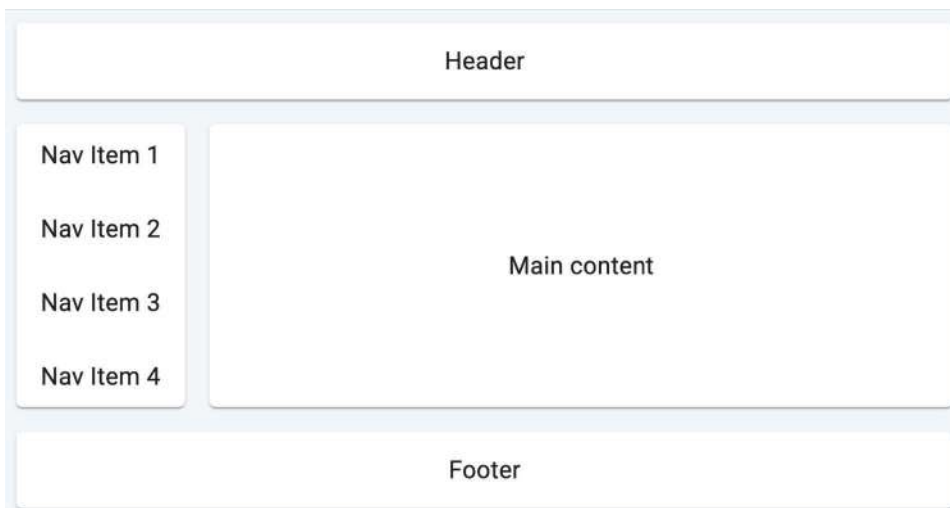 Header
Nav Item 1
Nav Item 2
Nav Item 3
Nav Item 4
Main content
Footer